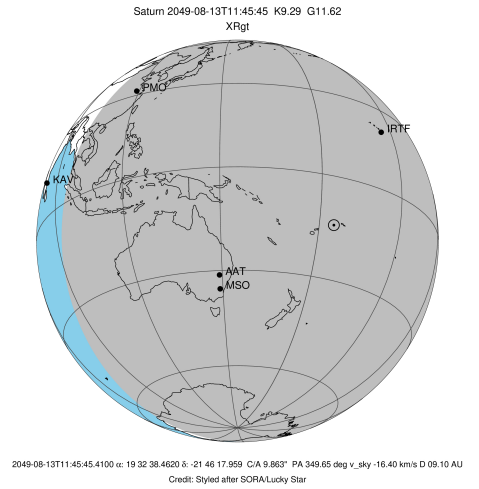 Saturn 2049-08-13T11:45:45 K9.29 G11.62
XRgt
PMO
IRTF
KAV
AAT
MSO
2049-08-13T11:45:45.4100 α: 19 32 38.4620 δ: -21 46 17.959 C/A 9.863" PA 349.65 deg v_sky -16.40 km/s D 09.10 AU
Credit: Styled after SORA/Lucky Star